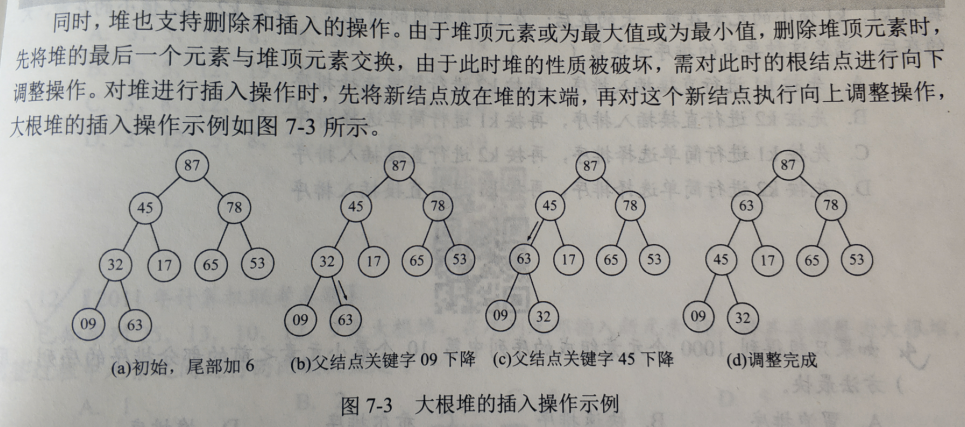 同时，堆也支持删除和插入的操作。由于堆顶元素或为最大值或为最小值，删除堆顶元素时，
先将堆的最后一个元素与堆顶元素交换，由于此时堆的性质被破坏，需对此时的根结点进行向下
调整操作。对堆进行插入操作时，先将新结点放在堆的末端，再对这个新结点执行向上调整操作，
大根堆的插入操作示例如图 7-3 所示。
87 87 87 87
45 78 45 78 45 78 63 78
32 17 65 53 32 17 65 53 63 17 65 53 45 17 65 53
09 63 09 63 09 32 09 32
(a)初始，尾部加 6 (b)父结点关键字 09 下降 (c)父结点关键字 45 下降 (d)调整完成
图 7-3 大根堆的插入操作示例